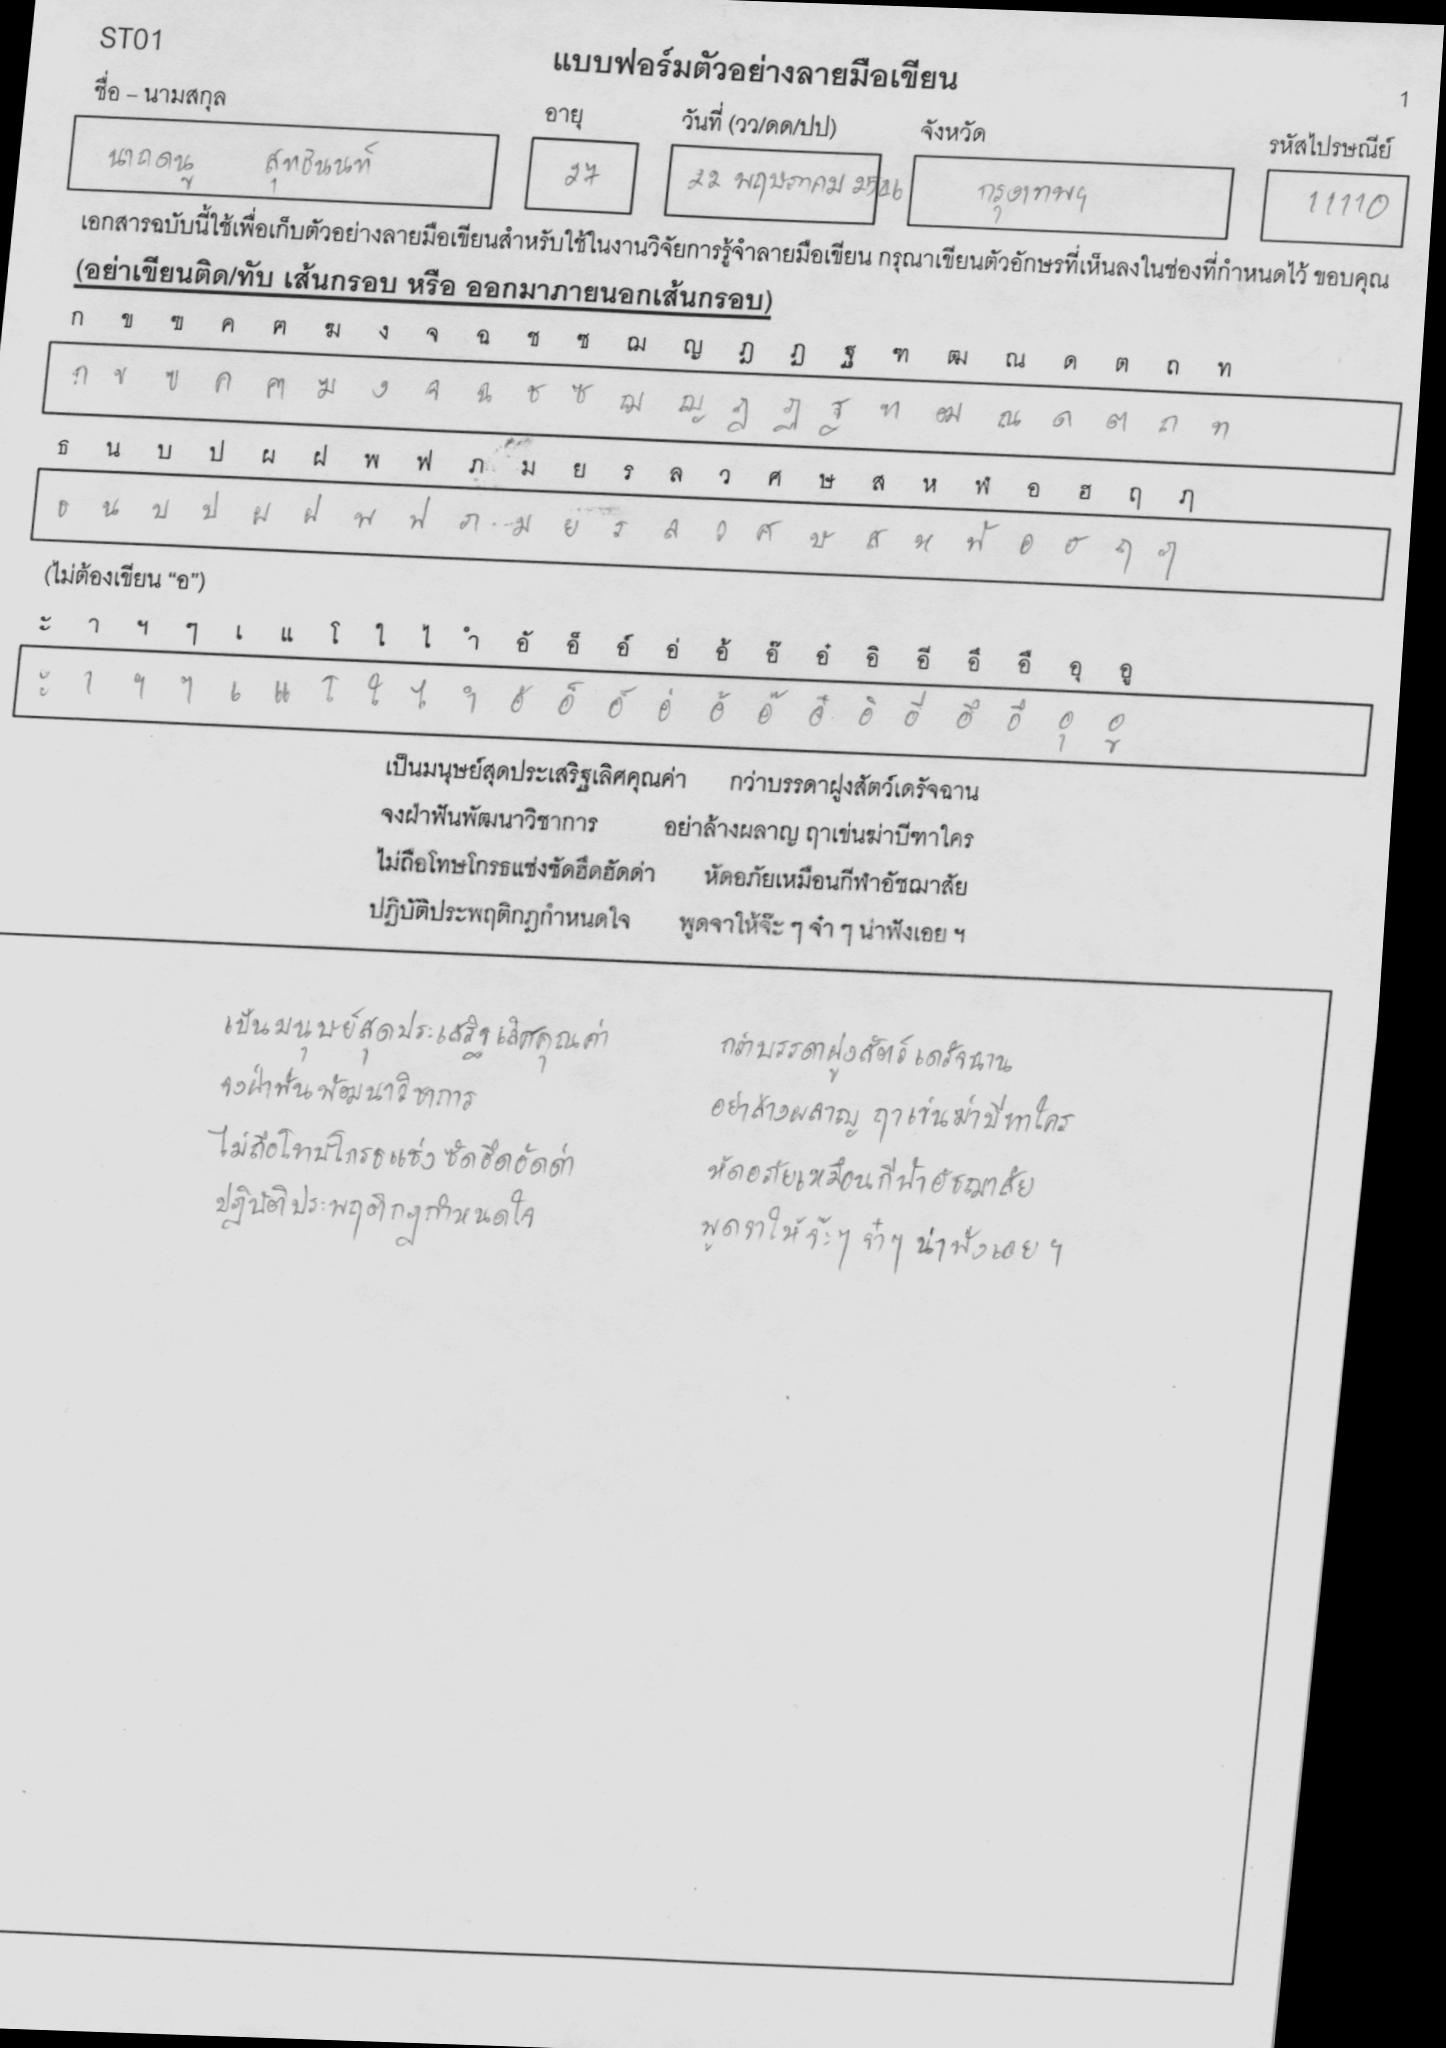 ST01
แบบฟอร์มตัวอย่างลายมือเขียน
1
ชื่อ – นามสกุล อายุ วันที่ (วว/ดด/ปป) จังหวัด รหัสไปรษณีย์
สุทธินนท์ 27 22 พฤษภาคม กรุงเทพฯ 11110
เอกสารฉบับนี้ใช้เพื่อเก็บตัวอย่างลายมือเขียนสำหรับใช้ในงานวิจัยการรู้จำลายมือเขียน กรุณาเขียนตัวอักษรที่เห็นลงในช่องที่กำหนดไว้ ขอบคุณ
(อย่าเขียนติด/ทับ เส้นกรอบ หรือ ออกมาภายนอกเส้นกรอบ)
ก ข ฃ ค ฅ ฆ ง จ ฉ ช ซ ฌ ญ ฎ ฏ ฐ ฑ ฒ ณ ด ต ถ ท
ก ข ฃ ค ฅ ฆ ง จ ฉ ช ซ ฌ ญ ฎ ฏ ฐ ฑ ฒ ณ ด ต ถ ท
ธ น บ ป ผ ฝ พ ฟ ภ ม ย ร ล ว ศ ษ ส ห ฬ อ ฮ ฤ ฦ
ธ น บ ป ผ ฝ พ ฟ ภ ม ย ร ล ว ศ ษ ส ห ฬ อ ฮ ฤ ฦ
(ไม่ต้องเขียน “อ”)
ะ า ฯ ๆ เ แ โ ใ ไ ำ อั อ็ อ์ อ่ อ้ อ๊ อ๋ อิ อี อึ อื อุ อู
ะ า ฯ ๆ เ แ โ ใ ไ ำ อั อ็ อ์ อ่ อ้ อ๊ อ๋ อิ อี อึ อื อุ อู
เป็นมนุษย์สุดประเสริฐเลิศคุณค่า กว่าบรรดาฝูงสัตว์เดรัจฉาน
จงฝ่าฟันพัฒนาวิชาการ อย่าล้างผลาญ ฤาเข่นฆ่าบีฑาใคร
ไม่ถือโทษโกรธแช่งซัดฮึดฮัดด่า หัดอภัยเหมือนกีฬาอัชฌาสัย
ปฏิบัติประพฤติกฎกำหนดใจ พูดจาให้จ๊ะ ๆ จ๋า ๆ น่าฟังเอย ฯ
เป็นมนุษย์สุดประเสริฐเลิศคุณค่า กว่าบรรดาฝูงสัตว์เดรัจฉาน
จงฝ่าฟันพัฒนาวิชาการ อย่าล้างผลาญ ฤาเข่นฆ่าบีฑาใคร
ไม่ถือโทษโกรธแช่ง ซัดฮึดฮัดด่า หัดอภัยเหมือนกีฬาอัชฌาสัย
ปฏิบัติประพฤติกฎกำหนดใจ พูดจาให้จ๊ะๆ จ๋าๆ น่าฟังเอย ฯ